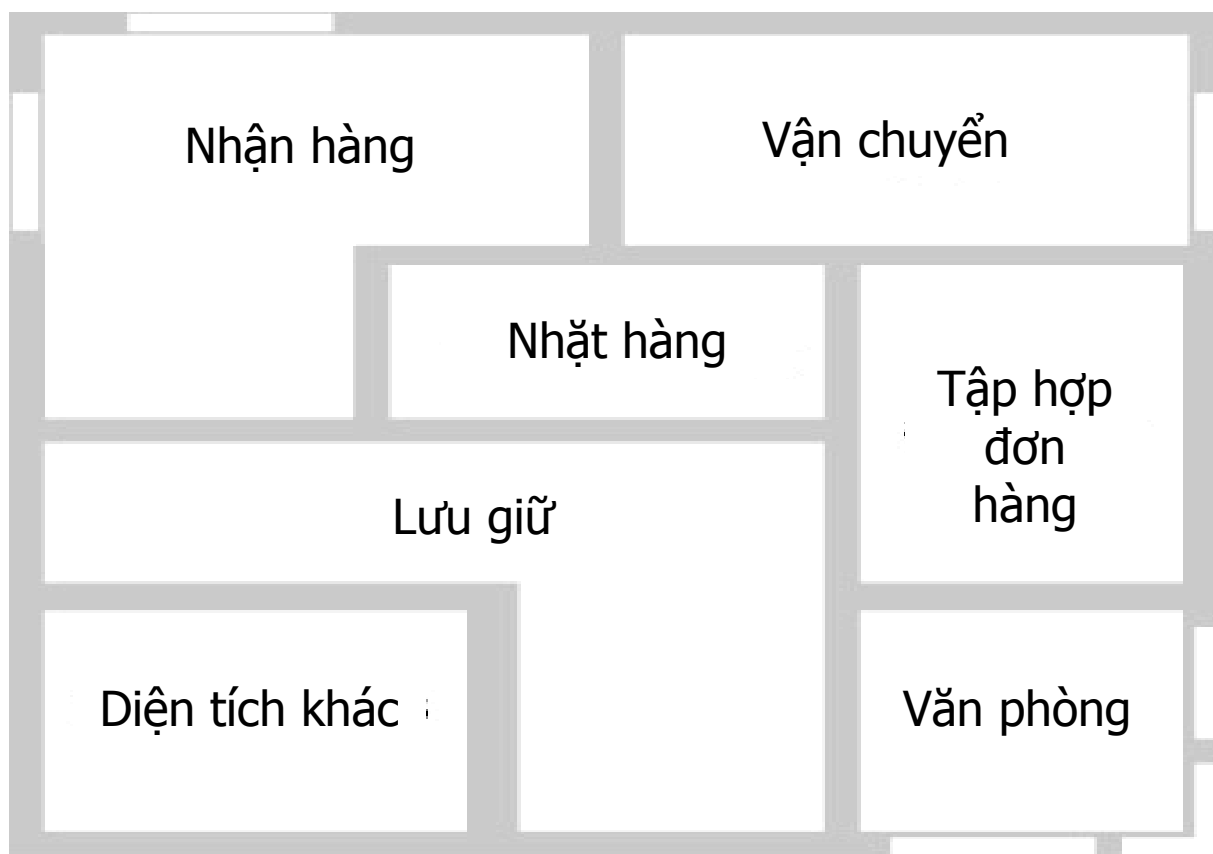 Nhận hàng
Vận chuyển
Nhặt hàng
Tập hợp
đơn
hàng
Lưu giữ
Diện tích khác
Văn phòng